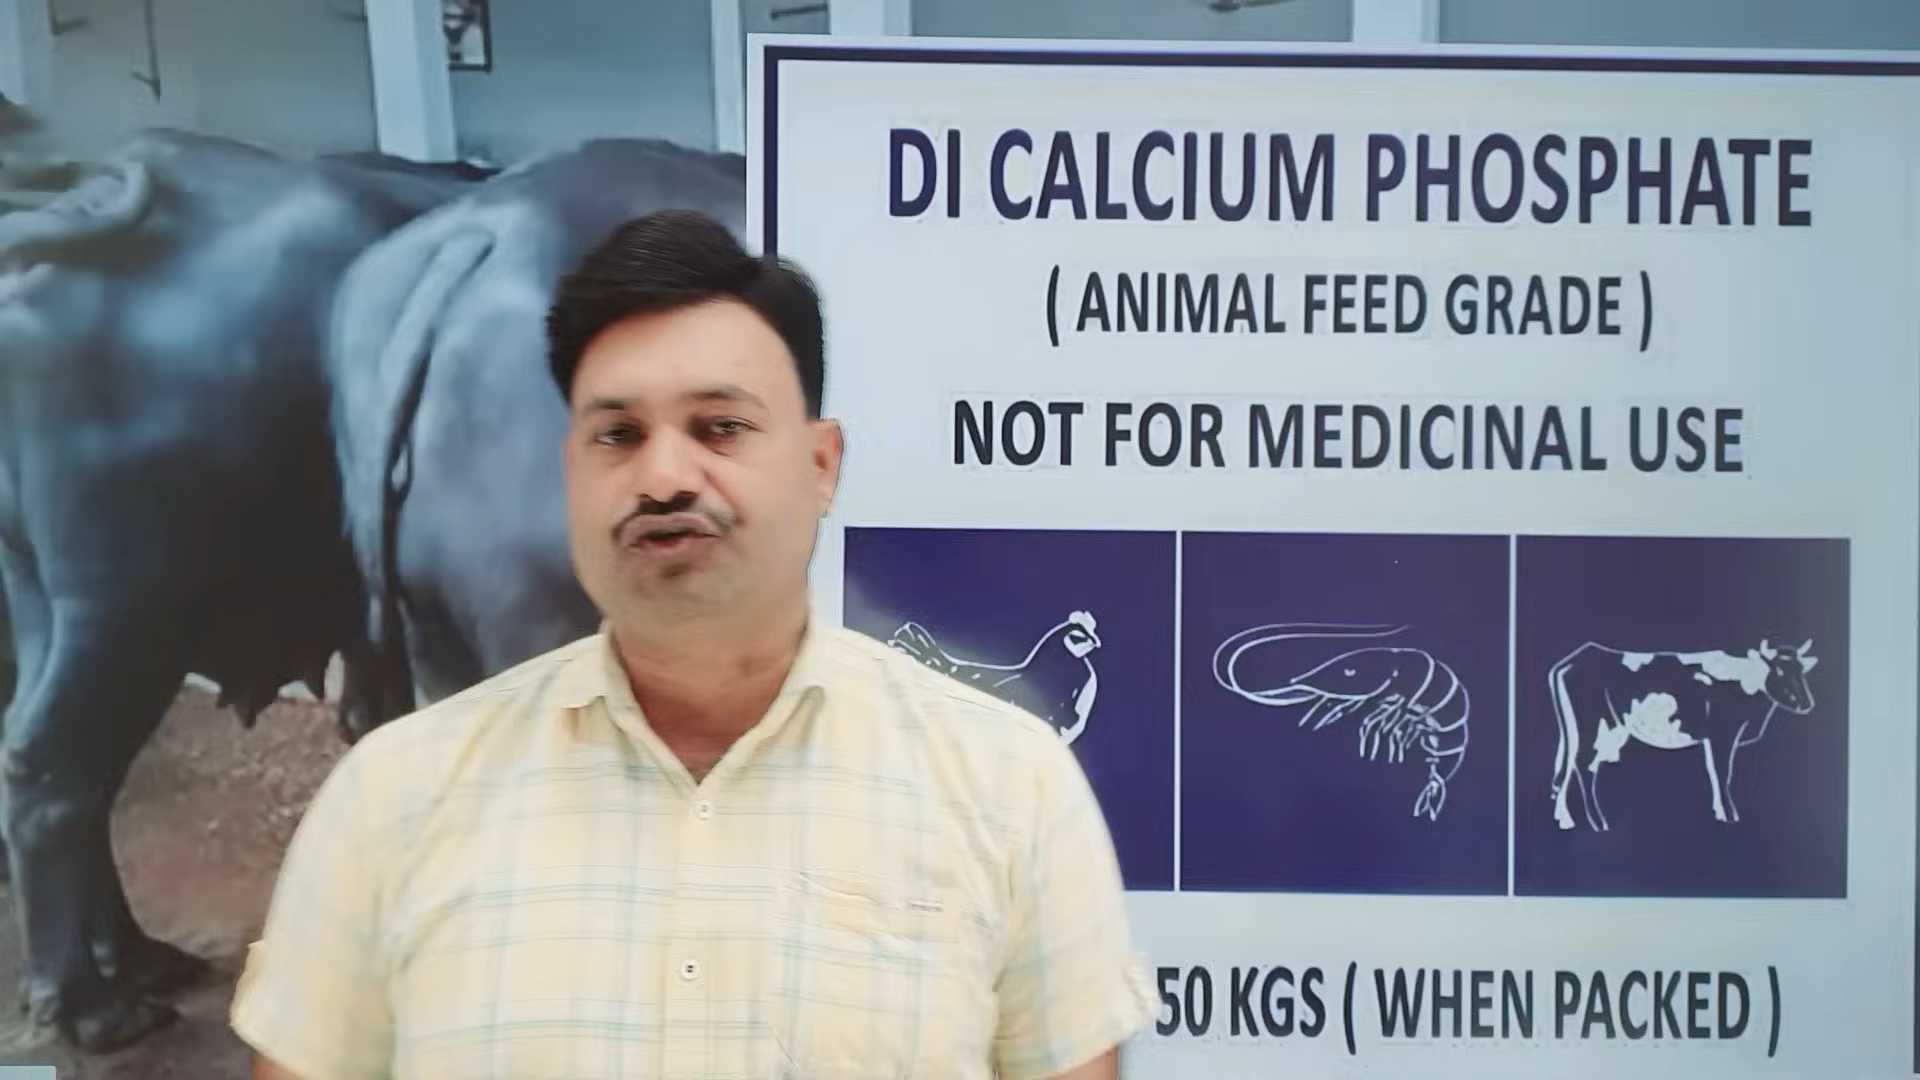 DI CALCIUM PHOSPHATE
( ANIMAL FEED GRADE )
NOT FOR MEDICINAL USE
50 KGS ( WHEN PACKED )